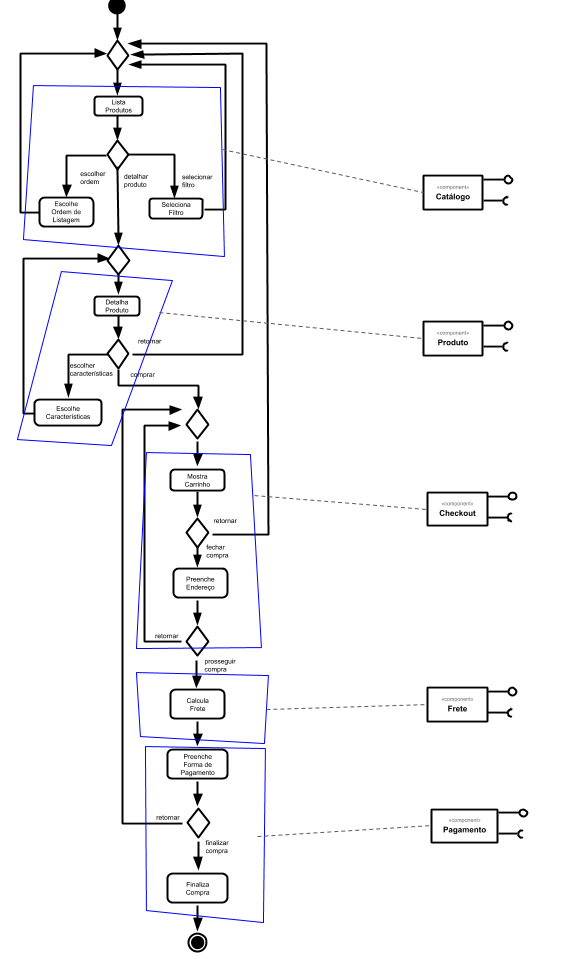 Lista
Produtos
escolher
ordem
detalhar
produto
selecionar
filtro
Escolhe
Ordem de
Listagem
Seleciona
Filtro
«component»
Catálogo
Detalha
Produto
retornar
escolher
características
comprar
Escolhe
Características
«component»
Produto
Mostra
Carrinho
retornar
fechar
compra
Preenche
Endereço
retornar
prosseguir
compra
«component»
Checkout
Calcula
Frete
«component»
Frete
Preenche
Forma de
Pagamento
retornar
finalizar
compra
Finaliza
Compra
«component»
Pagamento